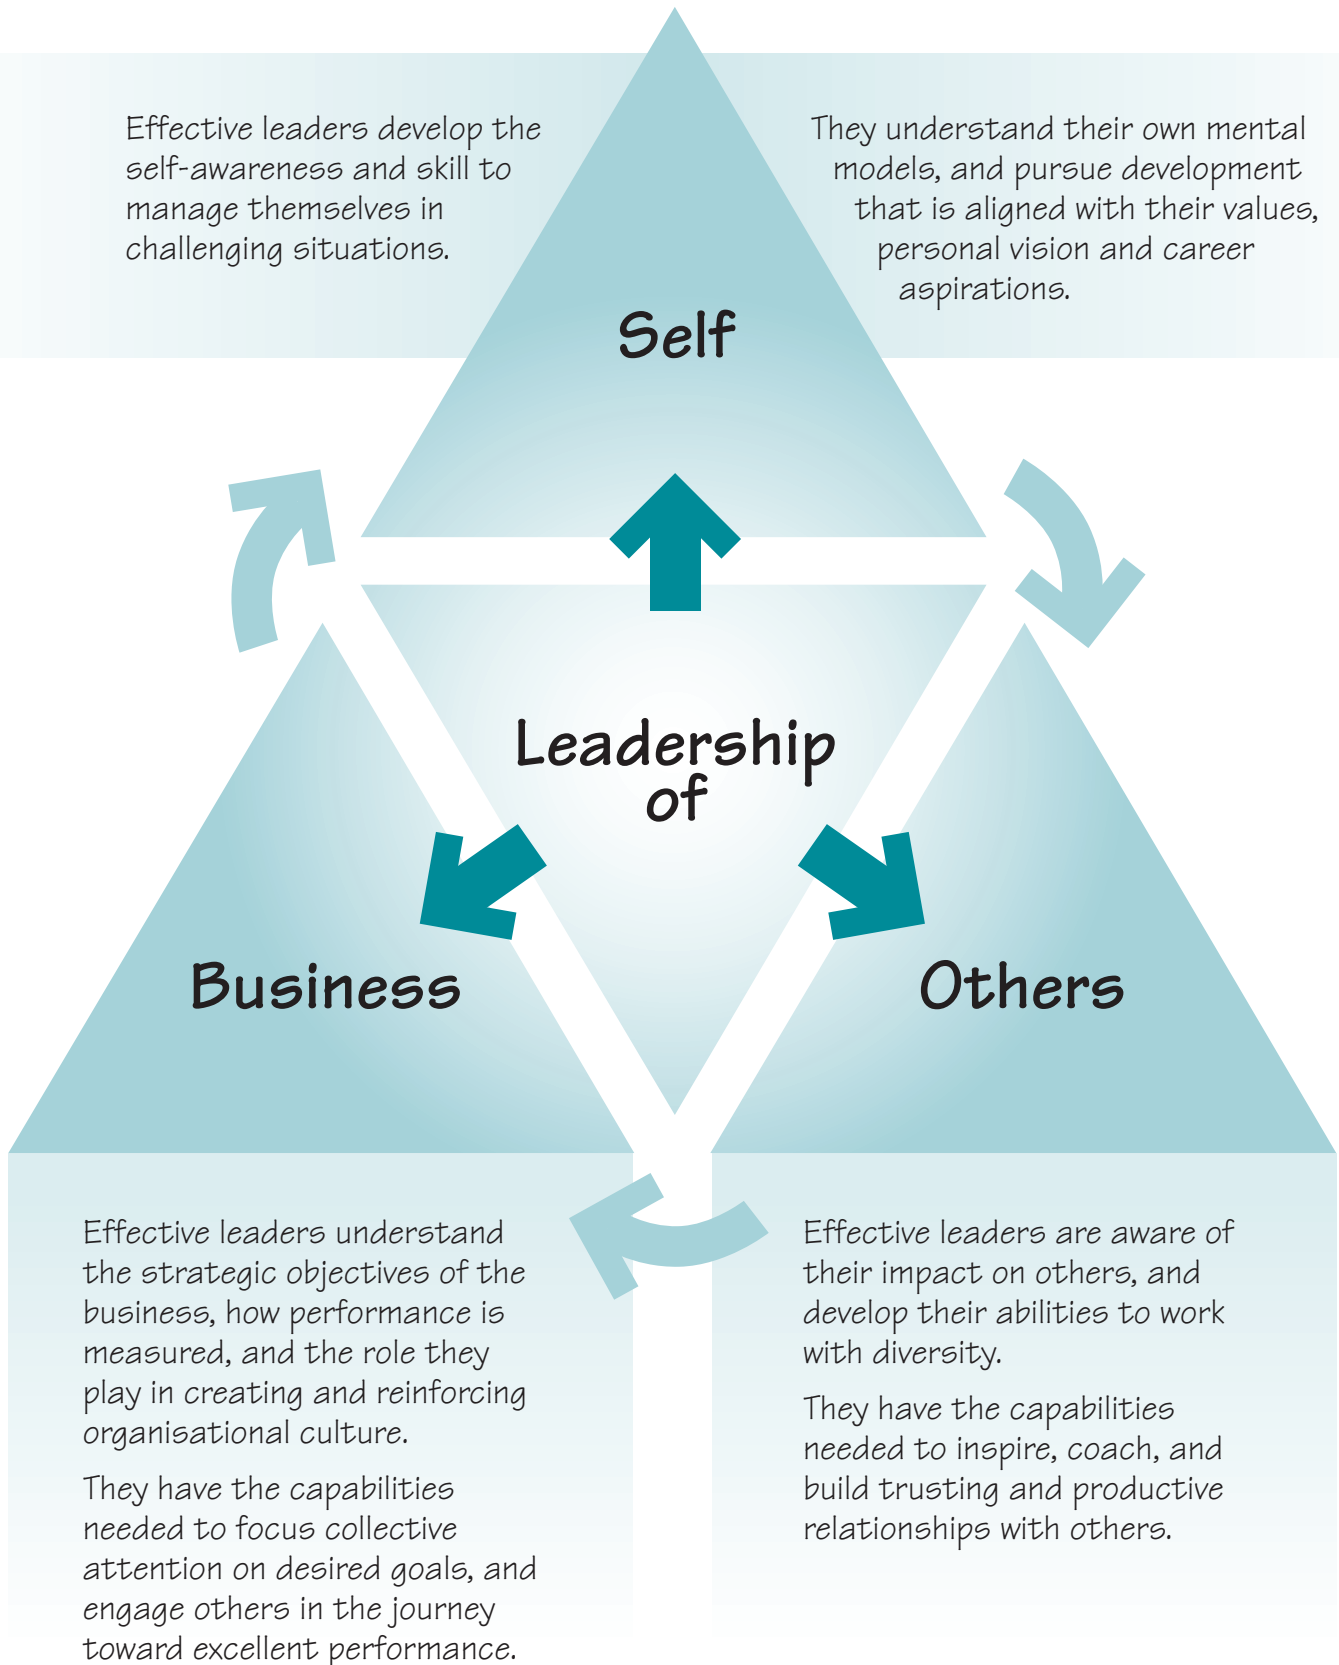 Effective leaders develop the
self-awareness and skill to
manage themselves in
challenging situations.
They understand their own mental
models, and pursue development
that is aligned with their values,
personal vision and career
aspirations.
Self
Leadership
of
Business
Others
Effective leaders understand
the strategic objectives of the
business, how performance is
measured, and the role they
play in creating and reinforcing
organisational culture.
They have the capabilities
needed to focus collective
attention on desired goals, and
engage others in the journey
toward excellent performance.
Effective leaders are aware of
their impact on others, and
develop their abilities to work
with diversity.
They have the capabilities
needed to inspire, coach, and
build trusting and productive
relationships with others.